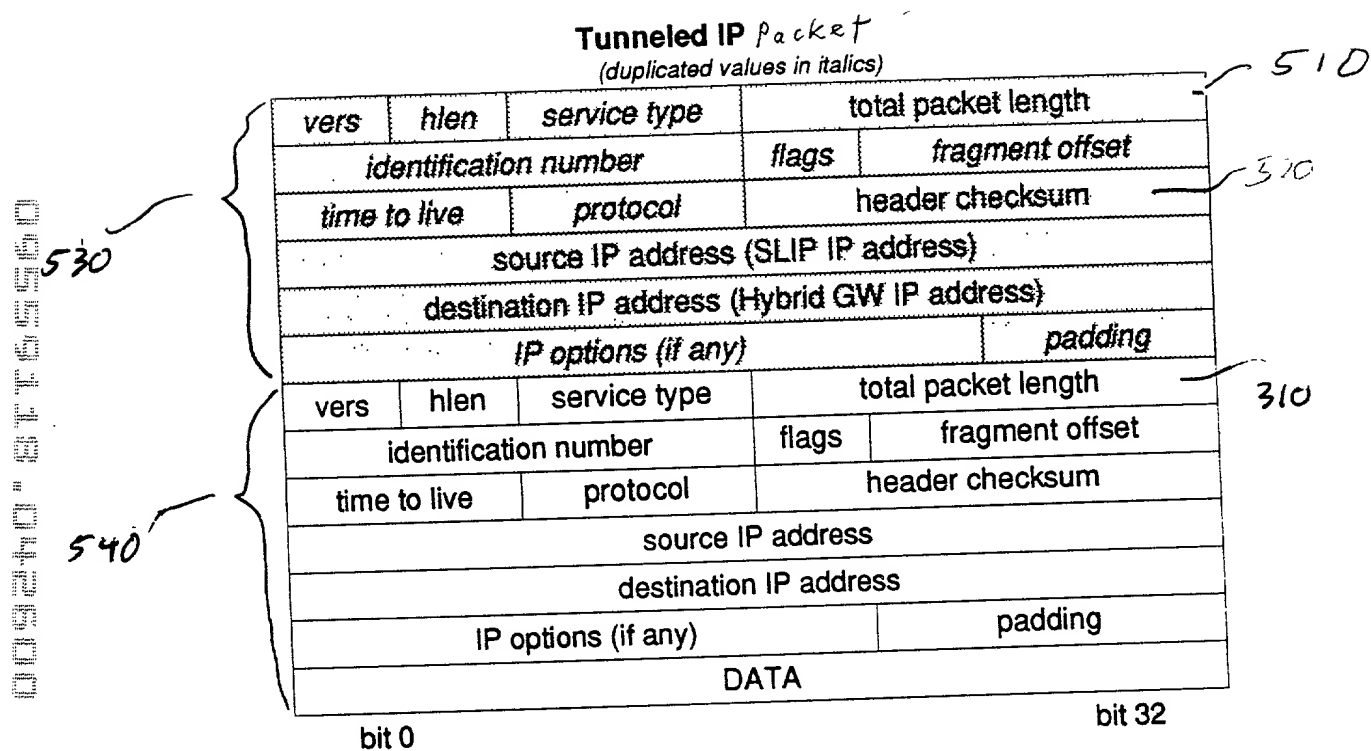 Tunneled IP Packet
(duplicated values in italics)
510
vers hlen service type total packet length
identification number flags fragment offset
time to live protocol header checksum
source IP address (SLIP IP address)
destination IP address (Hybrid GW IP address)
IP options (if any) padding
530
vers hlen service type total packet length
310
identification number flags fragment offset
time to live protocol header checksum
source IP address
destination IP address
IP options (if any) padding
DATA
540
bit 0 bit 32